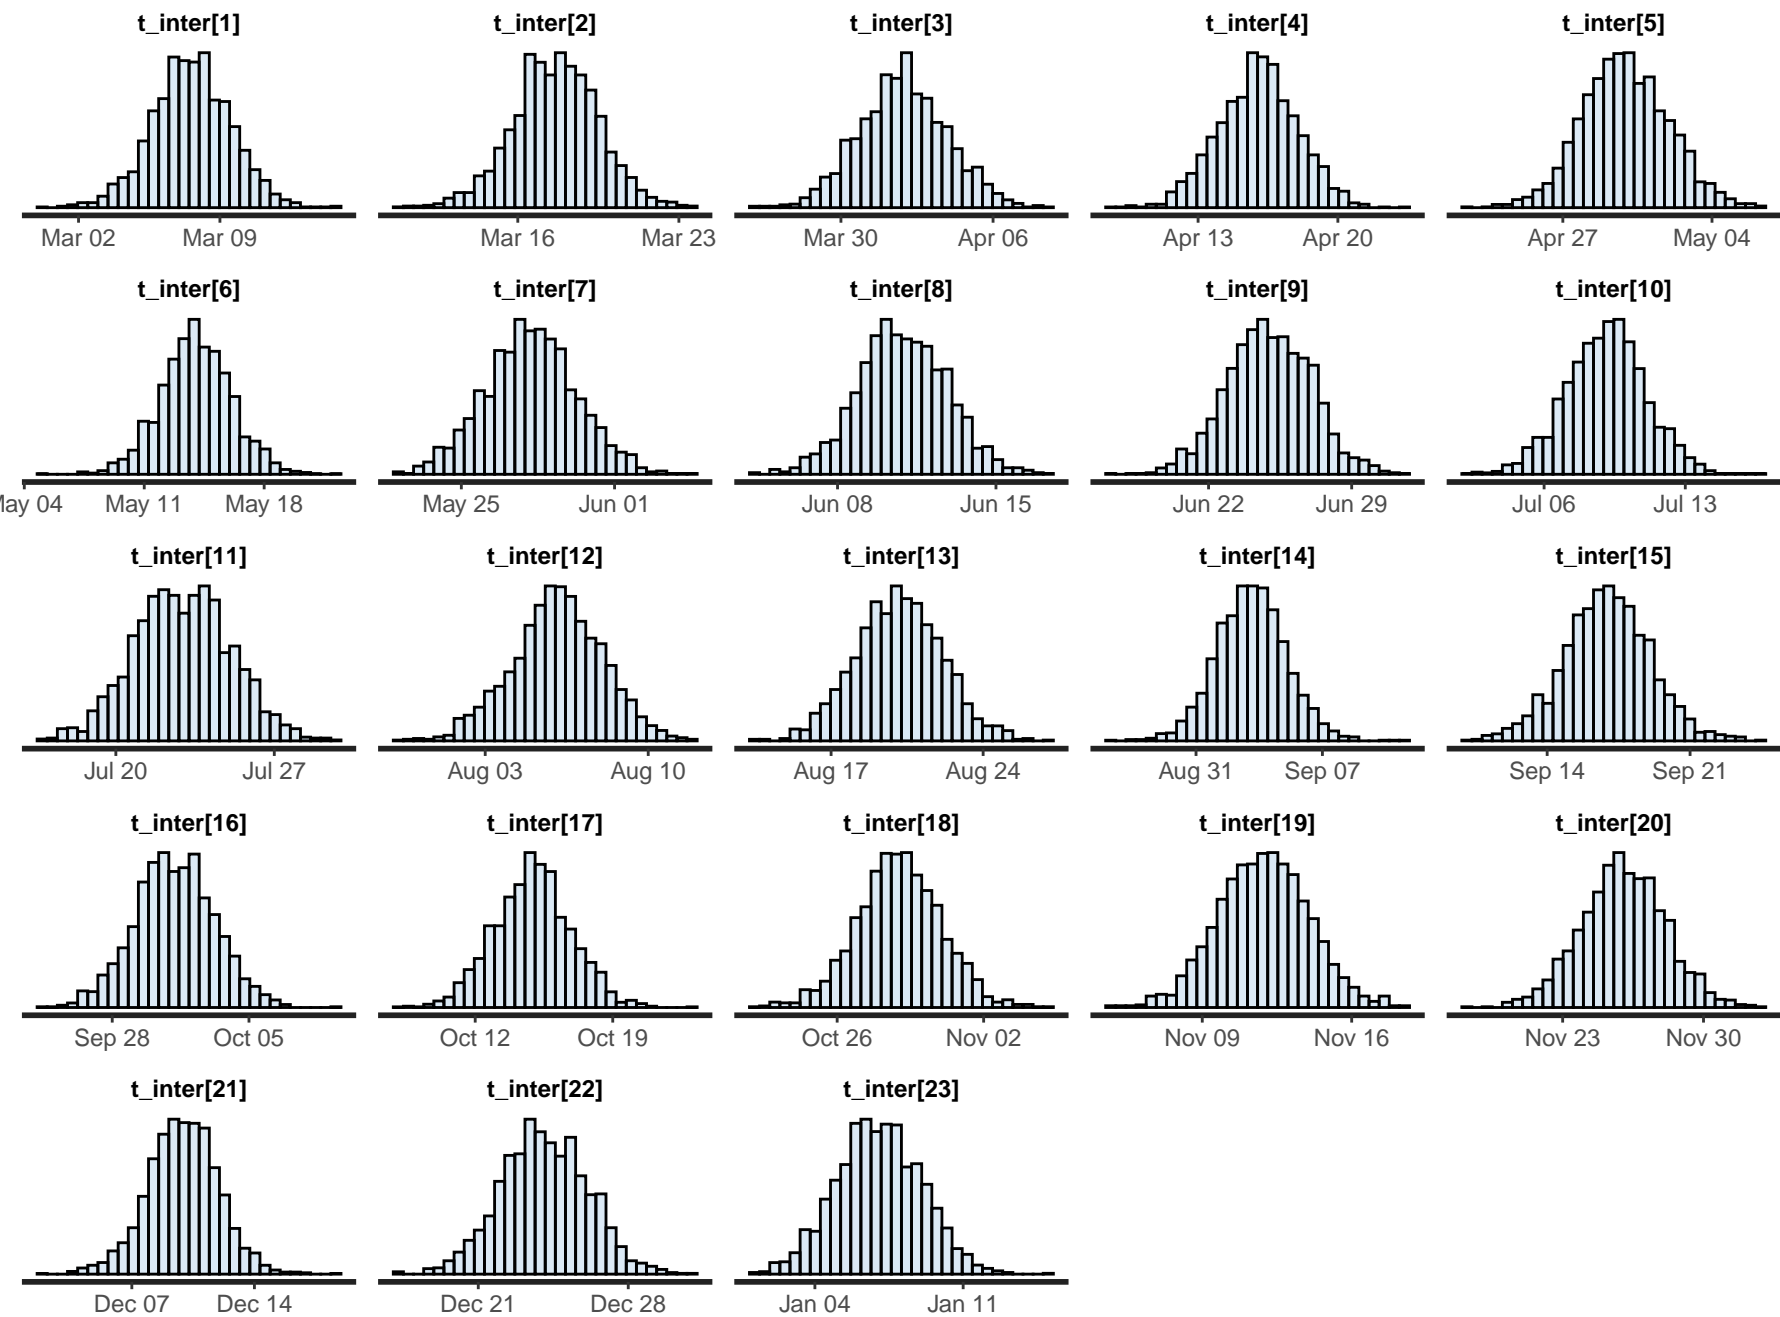 t_inter[1] t_inter[2] t_inter[3] t_inter[4] t_inter[5]
Mar 02 Mar 09 Mar 16 Mar 23 Mar 30 Apr 06 Apr 13 Apr 20 Apr 27 May 04
t_inter[6] t_inter[7] t_inter[8] t_inter[9] t_inter[10]
May 04 May 11 May 18 May 25 Jun 01 Jun 08 Jun 15 Jun 22 Jun 29 Jul 06 Jul 13
t_inter[11] t_inter[12] t_inter[13] t_inter[14] t_inter[15]
Jul 20 Jul 27 Aug 03 Aug 10 Aug 17 Aug 24 Aug 31 Sep 07 Sep 14 Sep 21
t_inter[16] t_inter[17] t_inter[18] t_inter[19] t_inter[20]
Sep 28 Oct 05 Oct 12 Oct 19 Oct 26 Nov 02 Nov 09 Nov 16 Nov 23 Nov 30
t_inter[21] t_inter[22] t_inter[23]
Dec 07 Dec 14 Dec 21 Dec 28 Jan 04 Jan 11